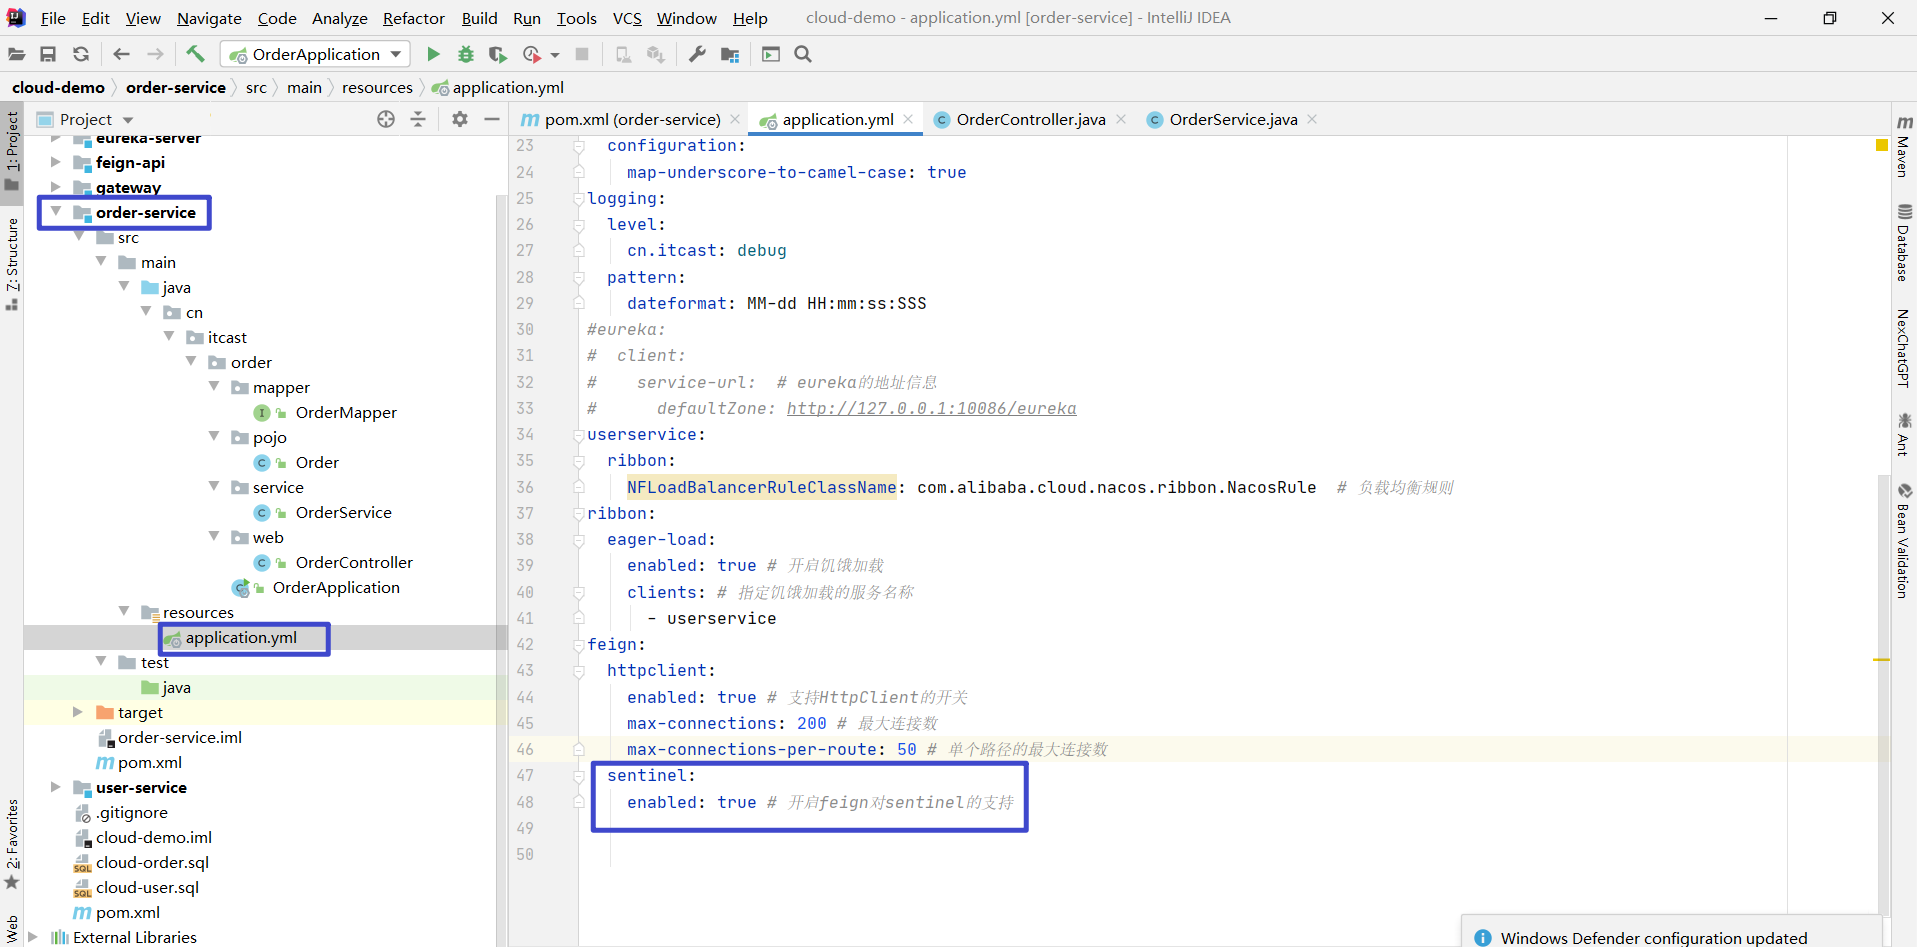 File Edit View Navigate Code Analyze Refactor Build Run Tools VCS Window Help cloud-demo - application.yml [order-service] - IntelliJ IDEA
OrderApplication
cloud-demo order-service src main resources application.yml
Project
pom.xml (order-service) application.yml OrderController.java OrderService.java
1: Project
7: Structure
2: Favorites
Web
eureka-server
feign-api
gateway
order-service
src
main
java
cn
itcast
order
mapper
OrderMapper
pojo
Order
service
OrderService
web
OrderController
OrderApplication
resources
application.yml
test
java
target
order-service.iml
pom.xml
user-service
.gitignore
cloud-demo.iml
cloud-order.sql
cloud-user.sql
pom.xml
External Libraries
23 configuration:
24 map-underscore-to-camel-case: true
25 logging:
26 level:
27 cn.itcast: debug
28 pattern:
29 dateformat: MM-dd HH:mm:ss:SSS
30 #eureka:
31 # client:
32 # service-url: # eureka的地址信息
33 # defaultZone: http://127.0.0.1:10086/eureka
34 userservice:
35 ribbon:
36 NFLoadBalancerRuleClassName: com.alibaba.cloud.nacos.ribbon.NacosRule # 负载均衡规则
37 ribbon:
38 eager-load:
39 enabled: true # 开启饥饿加载
40 clients: # 指定饥饿加载的服务名称
41 - userservice
42 feign:
43 httpclient:
44 enabled: true # 支持HttpClient的开关
45 max-connections: 200 # 最大连接数
46 max-connections-per-route: 50 # 单个路径的最大连接数
47 sentinel:
48 enabled: true # 开启feign对sentinel的支持
49
50
Maven
Database
NexChatGPT
Ant
Bean Validation
Windows Defender configuration updated